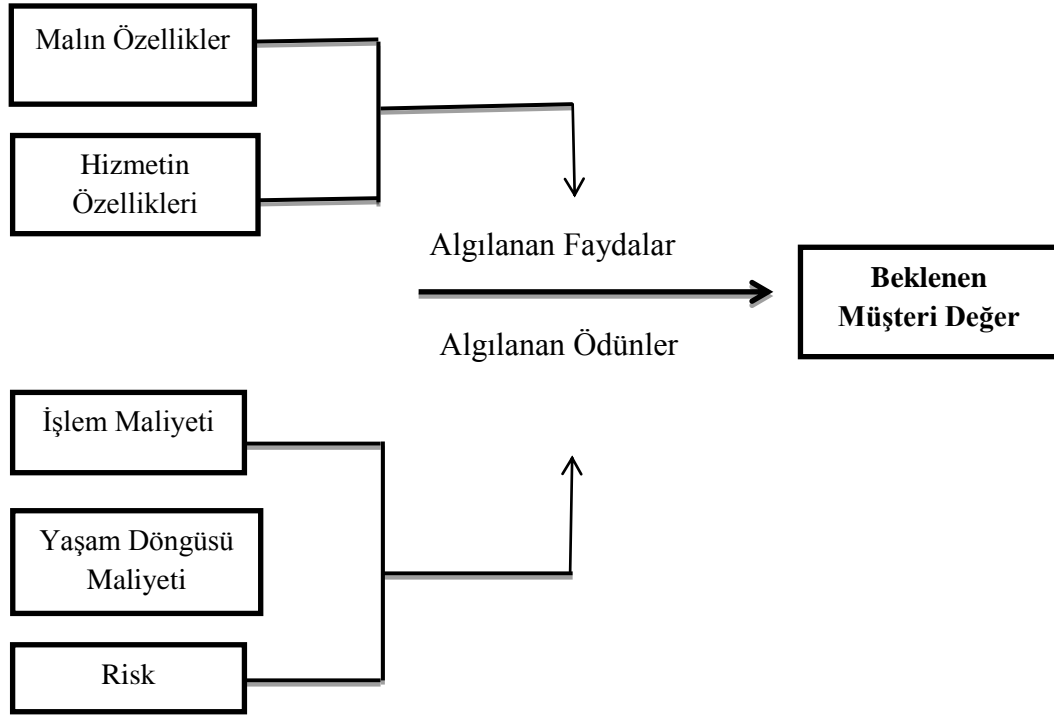 Malın Özellikler
Hizmetin
Özellikleri
Algılanan Faydalar
Algılanan Ödünler
Beklenen
Müşteri Değer
İşlem Maliyeti
Yaşam Döngüsü
Maliyeti
Risk